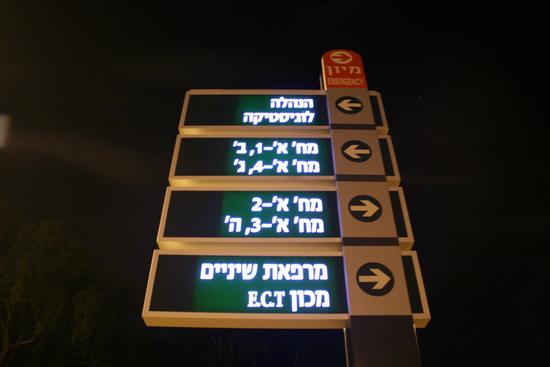 מיון
EMERGENCY
הנהלה
לוגיסטיקה
מח' א'-1, ב'
מח' א'-4, ג'
מח' א'-2
מח' א'-3, ה'
מרפאת שיניים
מכון E.C.T